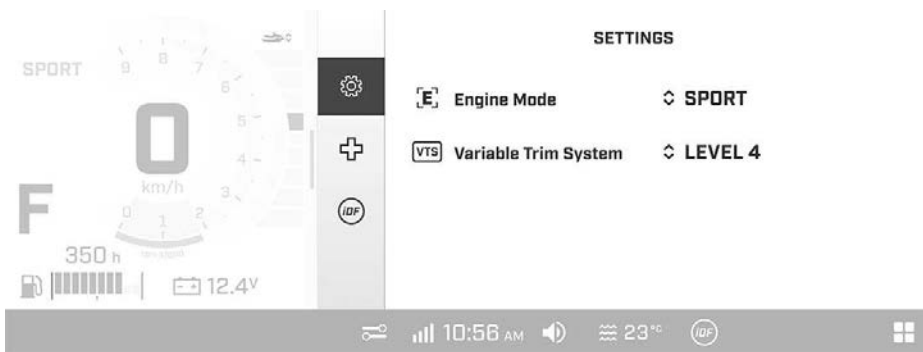 SETTINGS
SPORT
9
8
7
6
5
4
3
2
1
0
0
km/h
F
350 h
12.4V
iDF
[E] Engine Mode SPORT
VTS Variable Trim System LEVEL 4
10:56 AM 23°C iDF